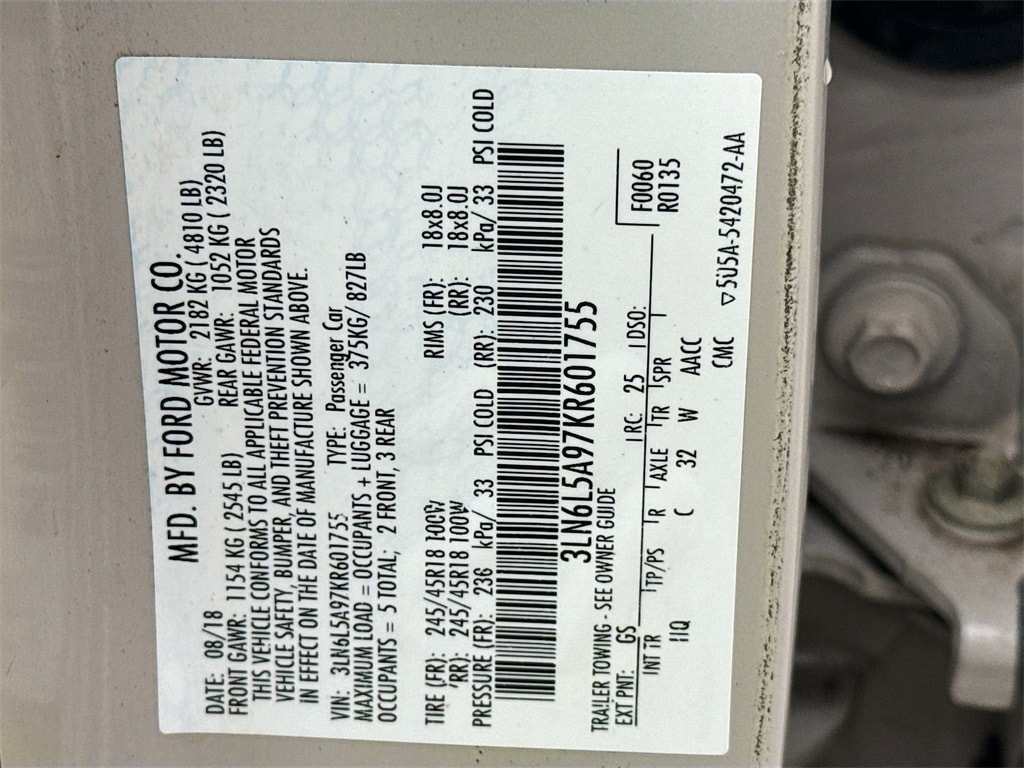 MFD. BY FORD MOTOR CO.
DATE: 08/18 GVWR: 2182 KG ( 4810 LB)
FRONT GAWR: 1154 KG ( 2545 LB) REAR GAWR: 1052 KG ( 2320 LB)
THIS VEHICLE CONFORMS TO ALL APPLICABLE FEDERAL MOTOR
VEHICLE SAFETY, BUMPER, AND THEFT PREVENTION STANDARDS
IN EFFECT ON THE DATE OF MANUFACTURE SHOWN ABOVE.
VIN: 3LN6L5A97KR601755 TYPE: Passenger Car
MAXIMUM LOAD = OCCUPANTS + LUGGAGE = 375KG/ 827LB
OCCUPANTS = 5 TOTAL; 2 FRONT, 3 REAR
TIRE (FR): 245/45R18 100W RIMS (FR): 18x8.0J
(RR): 245/45R18 100W (RR): 18x8.0J
PRESSURE (FR): 236 kPa/ 33 PSI COLD (RR): 230 kPa/ 33 PSI COLD
3LN6L5A97KR601755
TRAILER TOWING - SEE OWNER GUIDE
EXT PNT: GS RC: 25 DSO: F0060
R0135
INT TR TP/PS R AXLE TR SPR
IIQ C 32 W AACC
CMC ▽5U5A-5420472-AA